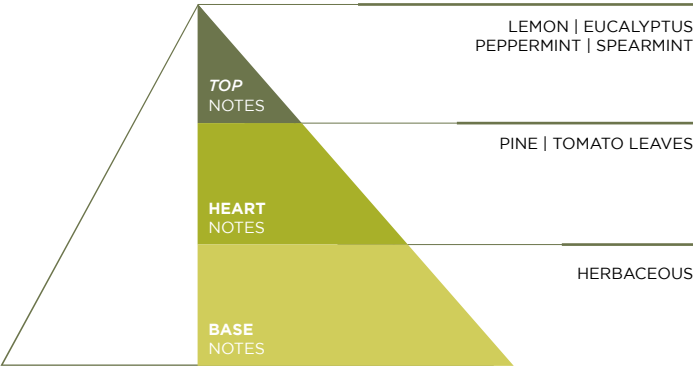 LEMON | EUCALYPTUS
PEPPERMINT | SPEARMINT
TOP
NOTES
PINE | TOMATO LEAVES
HEART
NOTES
HERBACEOUS
BASE
NOTES